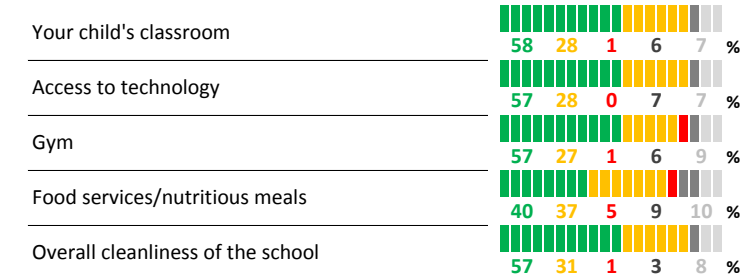 Your child's classroom
58 28 1 6 7 %
Access to technology
57 28 0 7 7 %
Gym
57 27 1 6 9 %
Food services/nutritious meals
40 37 5 9 10 %
Overall cleanliness of the school
57 31 1 3 8 %